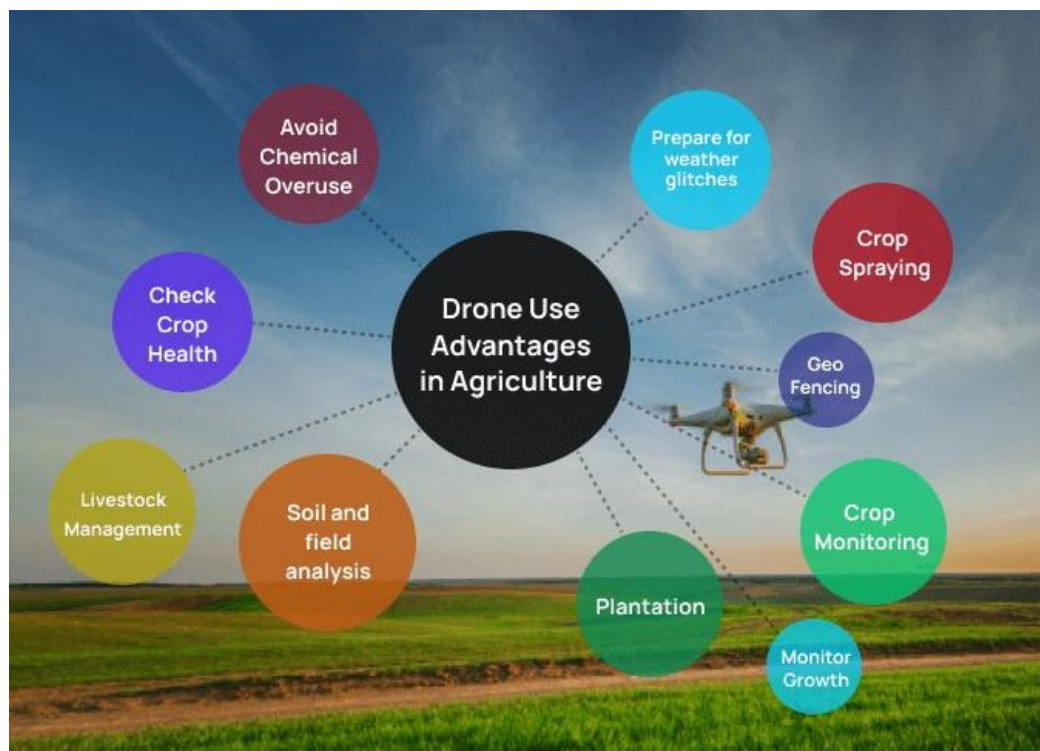 Avoid
Chemical
Overuse
Prepare for
weather
glitches
Crop
Spraying
Check
Crop
Health
Drone Use
Advantages
in Agriculture
Geo
Fencing
Livestock
Management
Soil and
field
analysis
Crop
Monitoring
Plantation
Monitor
Growth